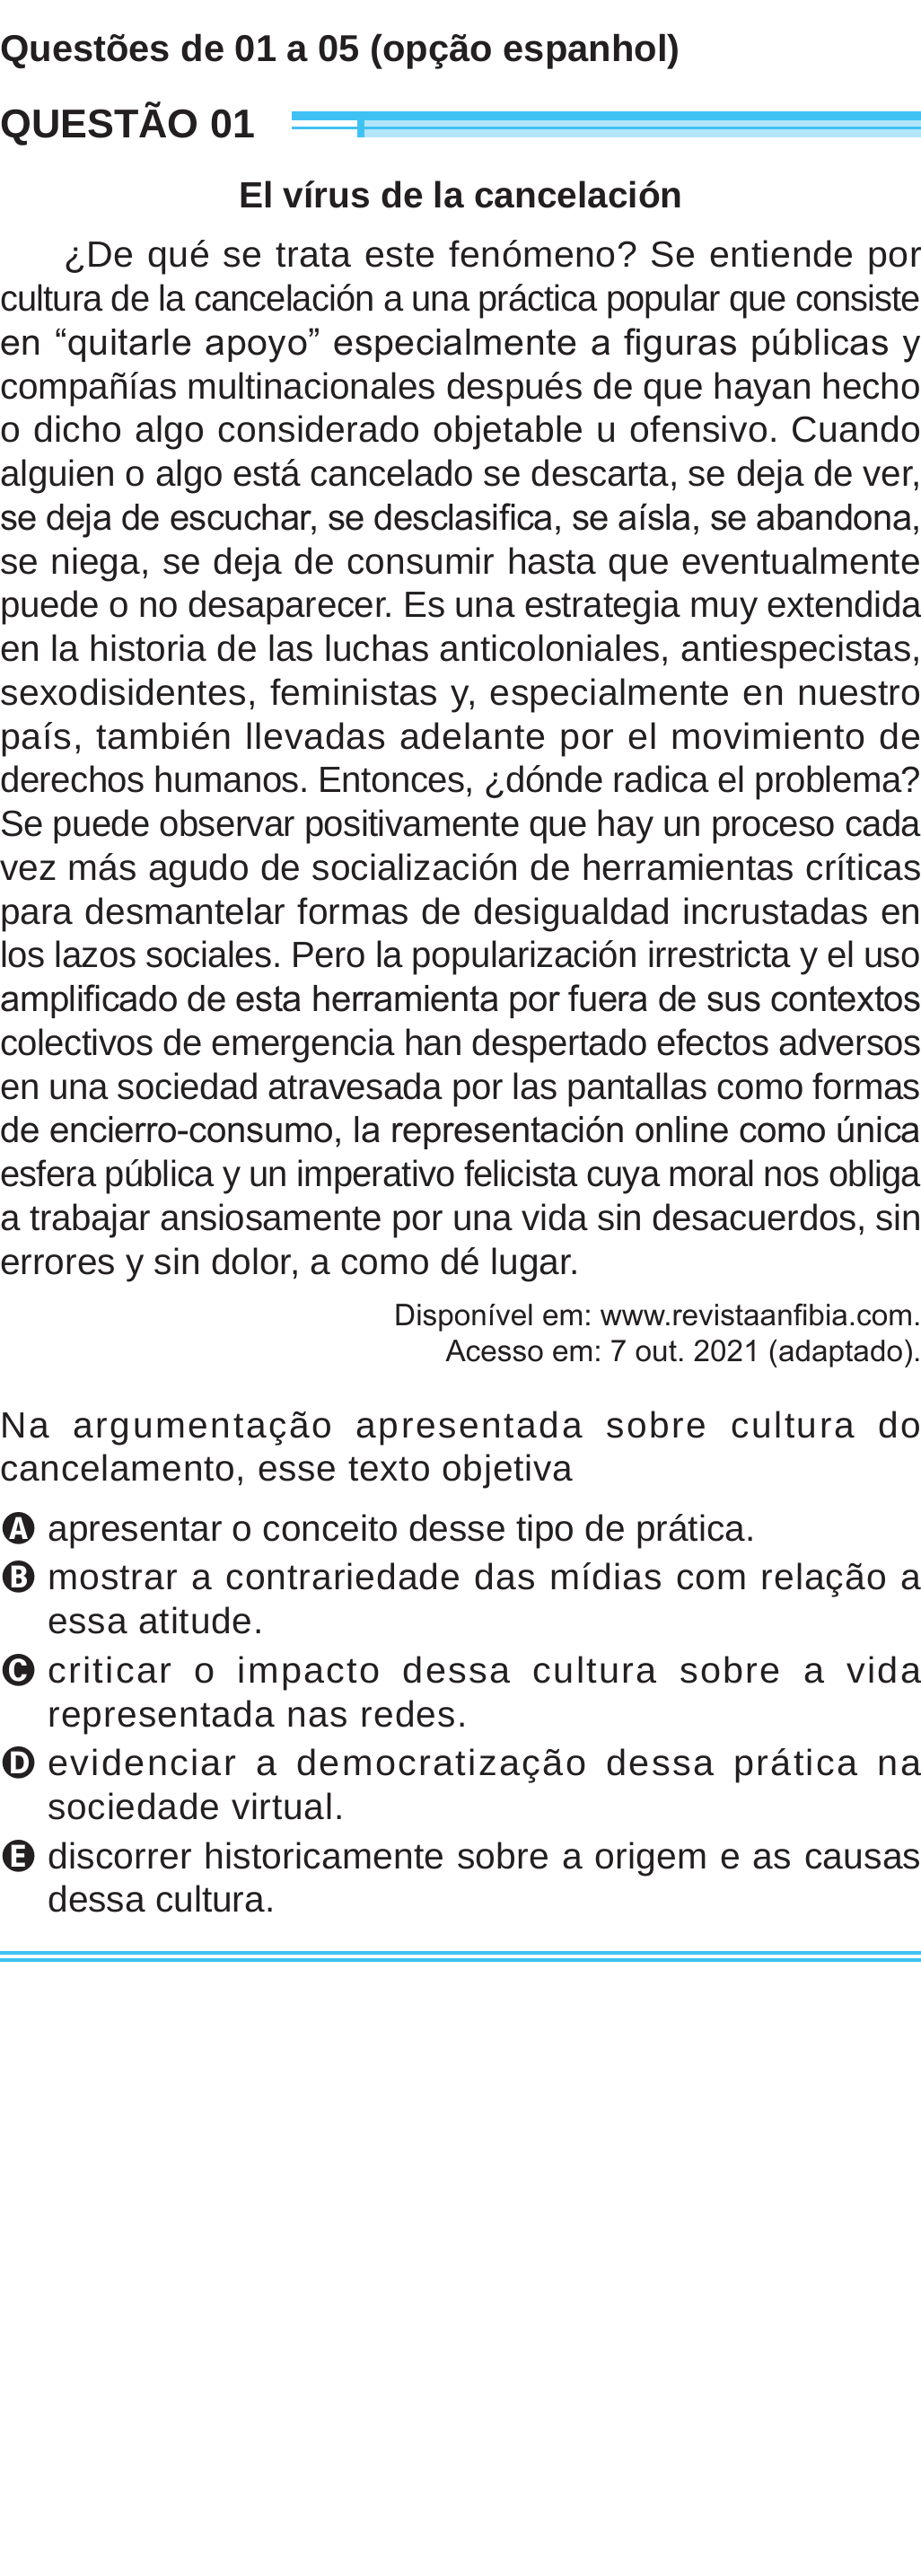 Questões de 01 a 05 (opção espanhol)
QUESTÃO 01
El vírus de la cancelación
¿De qué se trata este fenómeno? Se entiende por
cultura de la cancelación a una práctica popular que consiste
en “quitarle apoyo” especialmente a figuras públicas y
compañías multinacionales después de que hayan hecho
o dicho algo considerado objetable u ofensivo. Cuando
alguien o algo está cancelado se descarta, se deja de ver,
se deja de escuchar, se desclasifica, se aísla, se abandona,
se niega, se deja de consumir hasta que eventualmente
puede o no desaparecer. Es una estrategia muy extendida
en la historia de las luchas anticoloniales, antiespecistas,
sexodisidentes, feministas y, especialmente en nuestro
país, también llevadas adelante por el movimiento de
derechos humanos. Entonces, ¿dónde radica el problema?
Se puede observar positivamente que hay un proceso cada
vez más agudo de socialización de herramientas críticas
para desmantelar formas de desigualdad incrustadas en
los lazos sociales. Pero la popularización irrestricta y el uso
amplificado de esta herramienta por fuera de sus contextos
colectivos de emergencia han despertado efectos adversos
en una sociedad atravesada por las pantallas como formas
de encierro-consumo, la representación online como única
esfera pública y un imperativo felicista cuya moral nos obliga
a trabajar ansiosamente por una vida sin desacuerdos, sin
errores y sin dolor, a como dé lugar.
Disponível em: www.revistaanfibia.com.
Acesso em: 7 out. 2021 (adaptado).
Na argumentação apresentada sobre cultura do
cancelamento, esse texto objetiva
A apresentar o conceito desse tipo de prática.
B mostrar a contrariedade das mídias com relação a
essa atitude.
C criticar o impacto dessa cultura sobre a vida
representada nas redes.
D evidenciar a democratização dessa prática na
sociedade virtual.
E discorrer historicamente sobre a origem e as causas
dessa cultura.